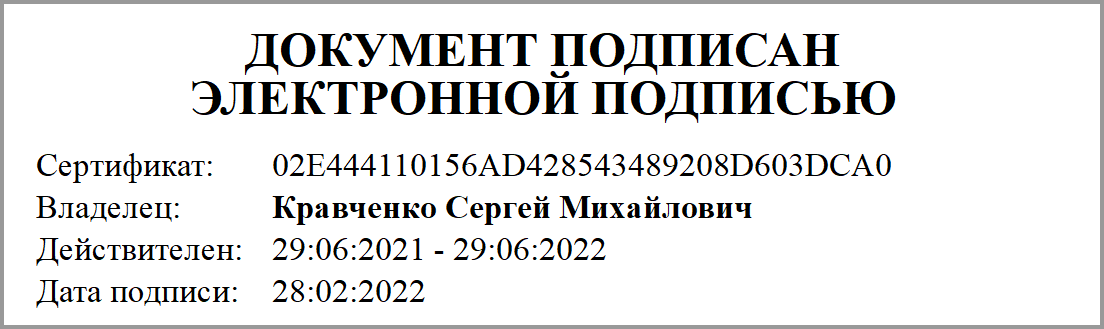 ДОКУМЕНТ ПОДПИСАН
ЭЛЕКТРОННОЙ ПОДПИСЬЮ
Сертификат: 02E444110156AD428543489208D603DCA0
Владелец: Кравченко Сергей Михайлович
Действителен: 29:06:2021 - 29:06:2022
Дата подписи: 28:02:2022